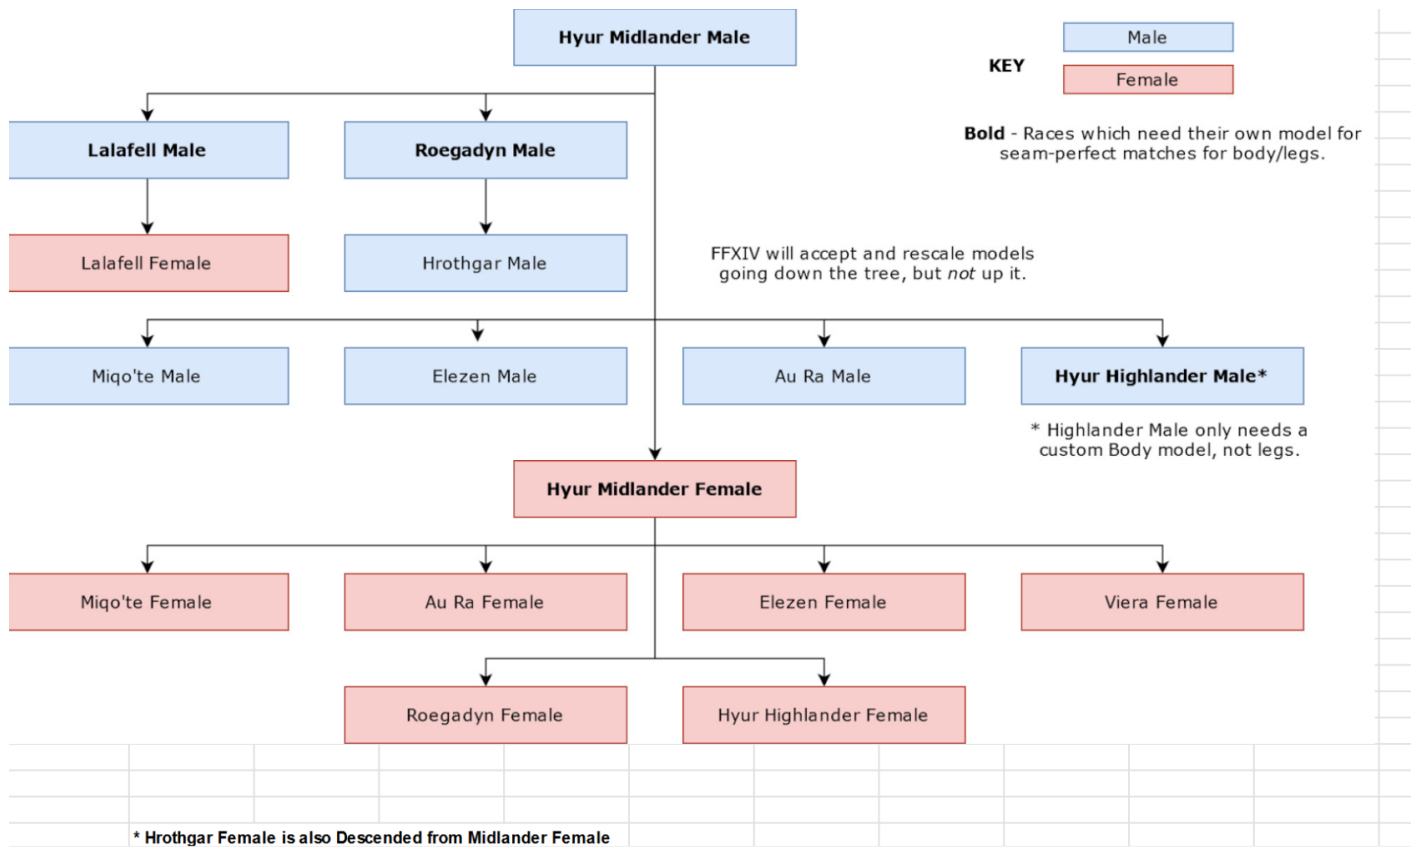 Hyur Midlander Male
Male
KEY
Female
Bold - Races which need their own model for
seam-perfect matches for body/legs.
Lalafell Male
Roegadyn Male
Lalafell Female
Hrothgar Male
FFXIV will accept and rescale models
going down the tree, but not up it.
Miqo'te Male
Elezen Male
Au Ra Male
Hyur Highlander Male*
* Highlander Male only needs a
custom Body model, not legs.
Hyur Midlander Female
Miqo'te Female
Au Ra Female
Elezen Female
Viera Female
Roegadyn Female
Hyur Highlander Female
* Hrothgar Female is also Descended from Midlander Female